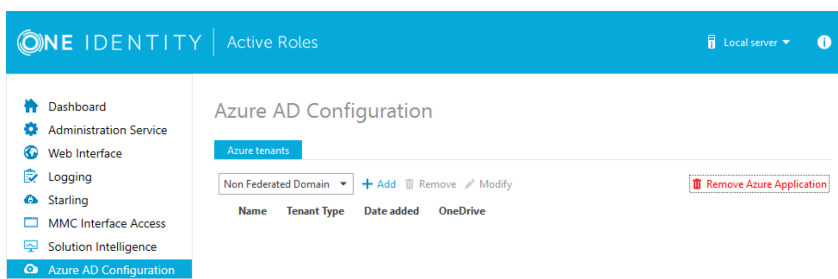 ONE IDENTITY Active Roles Local server
Dashboard
Administration Service
Web Interface
Logging
Starling
MMC Interface Access
Solution Intelligence
Azure AD Configuration
Azure AD Configuration
Azure tenants
Non Federated Domain Add Remove Modify Remove Azure Application
Name Tenant Type Date added OneDrive